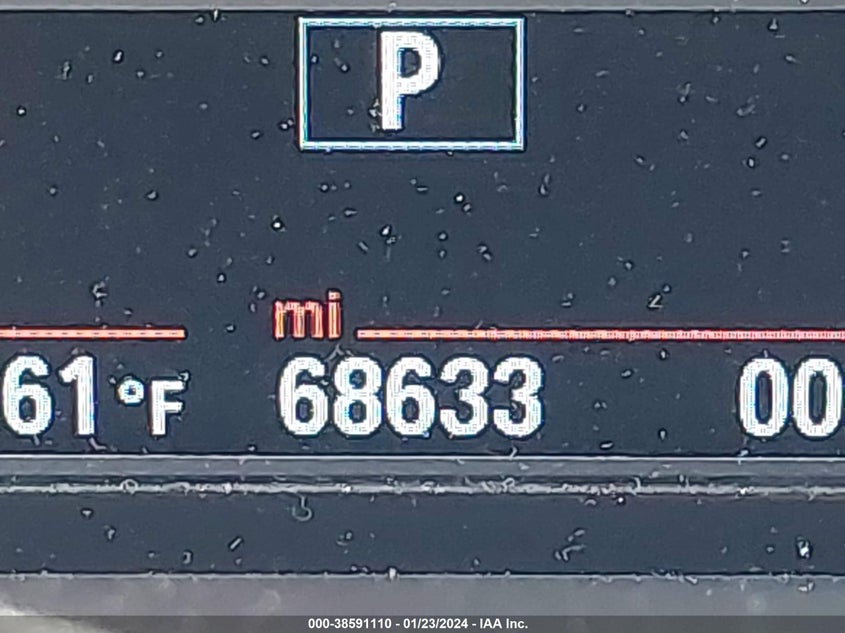 P
mi
61°F 68633 00
000-38591110 - 01/23/2024 - IAA Inc.